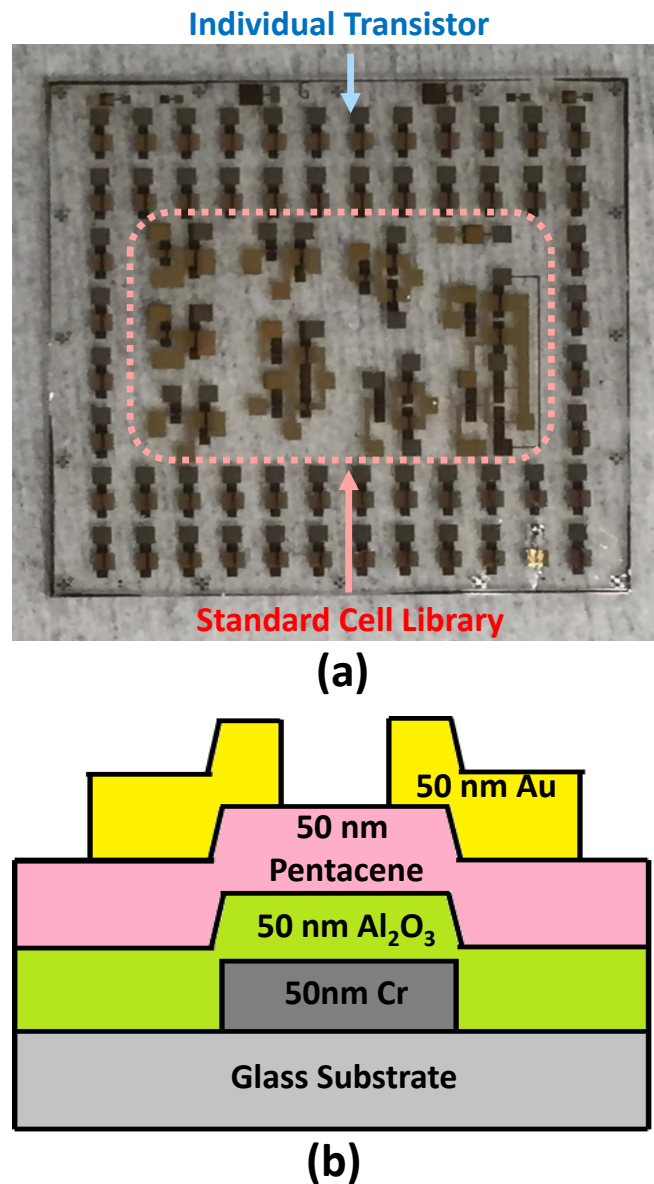 Individual Transistor
Standard Cell Library
(a)
50 nm Au
50 nm
Pentacene
50 nm Al₂O₃
50nm Cr
Glass Substrate
(b)